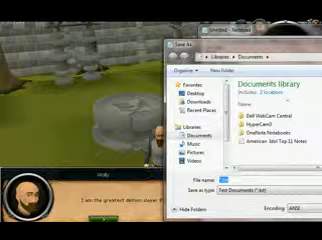 Untitled - Notepad
Save As
Libraries ▸ Documents ▸
Organize
New Folder
Favorites
Desktop
Downloads
Recent Places
Libraries
Documents
Music
Pictures
Videos
Documents library
Includes: 2 locations
Name
Dell WebCam Central
HyperCam3
OneNote Notebooks
American Idol Top 11 Notes
File name:
Save as type: Text Documents (*.txt)
Hide Folders
Encoding: ANSI
I am the greatest demon slayer